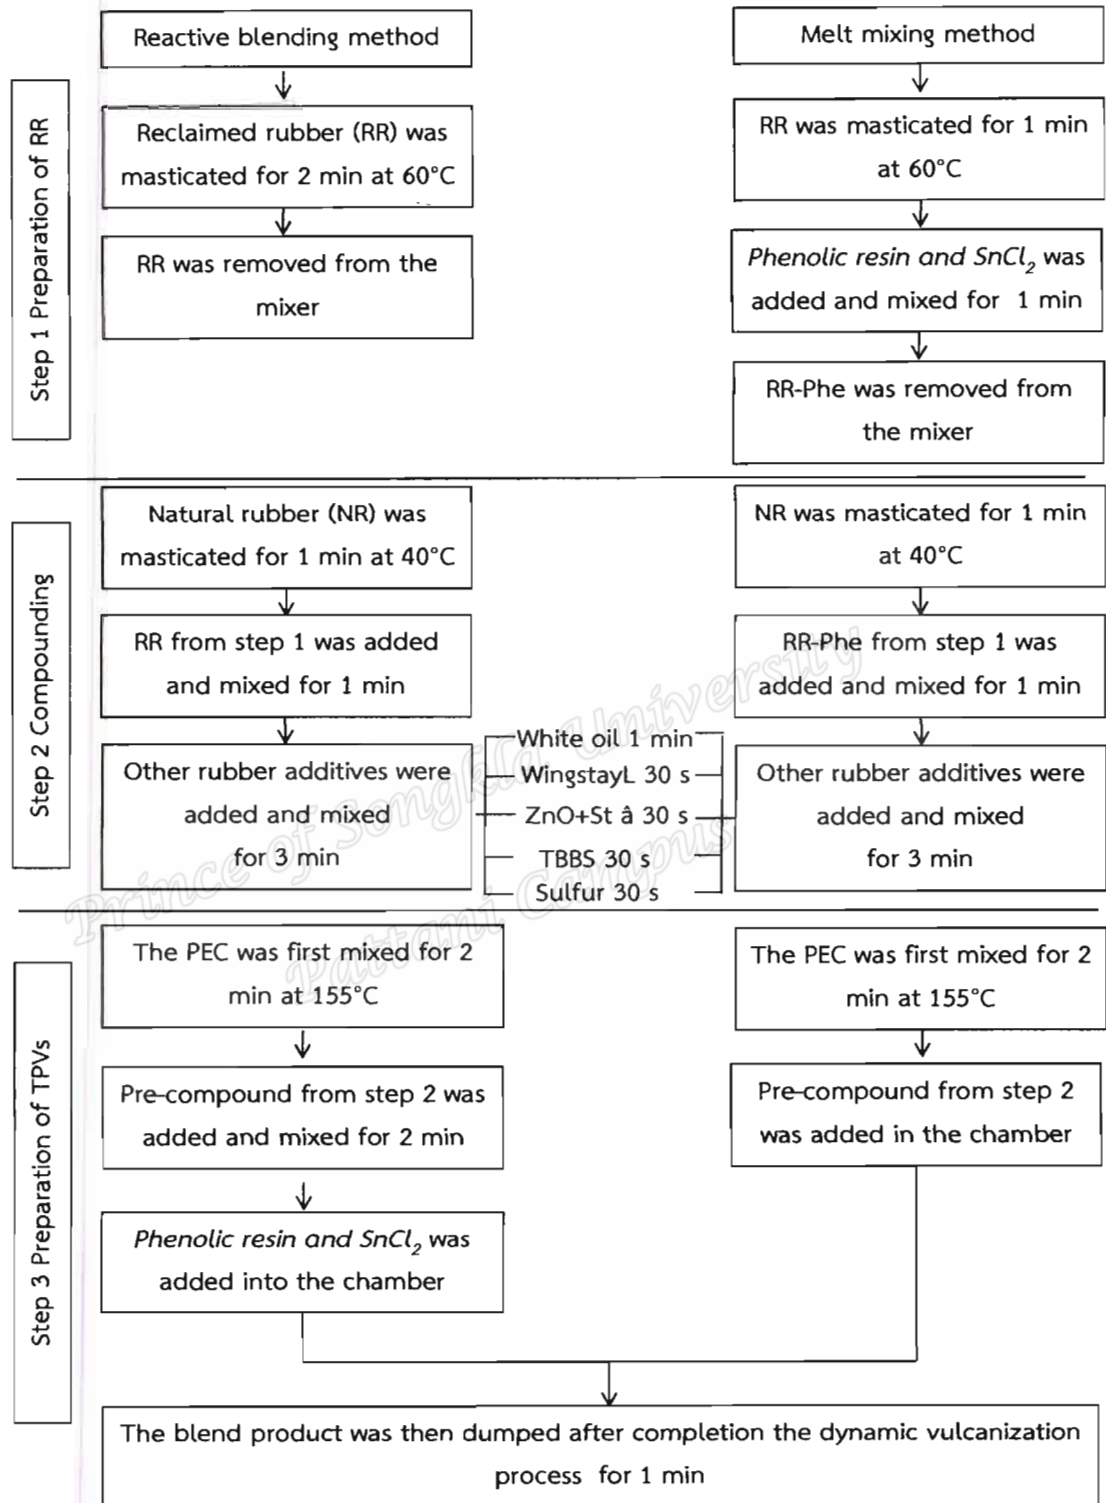 Reactive blending method
Melt mixing method
Step 1 Preparation of RR
Reclaimed rubber (RR) was
masticated for 2 min at 60°C
RR was removed from the
mixer
RR was masticated for 1 min
at 60°C
Phenolic resin and SnCl2 was
added and mixed for 1 min
RR-Phe was removed from
the mixer
Step 2 Compounding
Natural rubber (NR) was
masticated for 1 min at 40°C
RR from step 1 was added
and mixed for 1 min
Other rubber additives were
added and mixed
for 3 min
White oil 1 min
WingstayL 30 s
ZnO+St â 30 s
TBBS 30 s
Sulfur 30 s
NR was masticated for 1 min
at 40°C
RR-Phe from step 1 was
added and mixed for 1 min
Other rubber additives were
added and mixed
for 3 min
Prince of Songkla University
Pattani Campus
Step 3 Preparation of TPVs
The PEC was first mixed for 2
min at 155°C
Pre-compound from step 2 was
added and mixed for 2 min
Phenolic resin and SnCl2 was
added into the chamber
The PEC was first mixed for 2
min at 155°C
Pre-compound from step 2
was added in the chamber
The blend product was then dumped after completion the dynamic vulcanization
process for 1 min